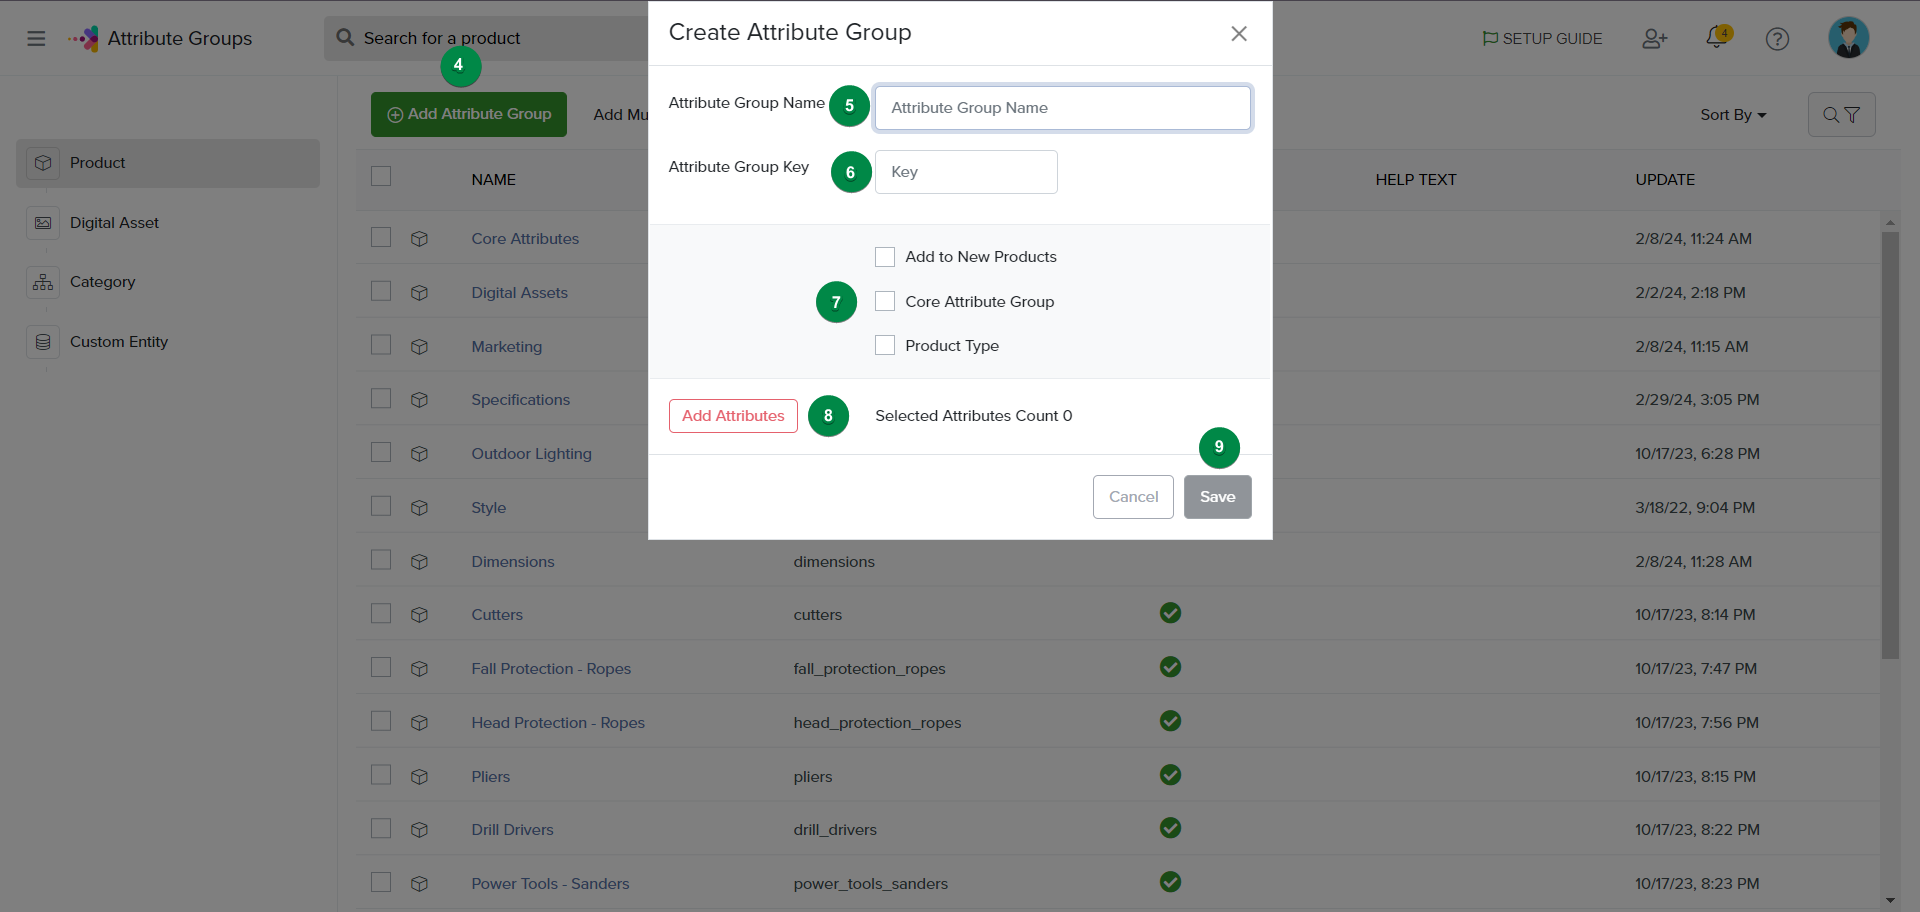 Attribute Groups
Search for a product
SETUP GUIDE
4
4
Add Attribute Group
Add Mu
Sort By
Product
Digital Asset
Category
Custom Entity
Create Attribute Group
Attribute Group Name
5
Attribute Group Name
Attribute Group Key
6
Key
Add to New Products
7
Core Attribute Group
Product Type
Add Attributes
8
Selected Attributes Count 0
9
Cancel
Save
NAME HELP TEXT UPDATE
Core Attributes 2/8/24, 11:24 AM
Digital Assets 2/2/24, 2:18 PM
Marketing 2/8/24, 11:15 AM
Specifications 2/29/24, 3:05 PM
Outdoor Lighting 10/17/23, 6:28 PM
Style 3/18/22, 9:04 PM
Dimensions dimensions 2/8/24, 11:28 AM
Cutters cutters 10/17/23, 8:14 PM
Fall Protection - Ropes fall_protection_ropes 10/17/23, 7:47 PM
Head Protection - Ropes head_protection_ropes 10/17/23, 7:56 PM
Pliers pliers 10/17/23, 8:15 PM
Drill Drivers drill_drivers 10/17/23, 8:22 PM
Power Tools - Sanders power_tools_sanders 10/17/23, 8:23 PM